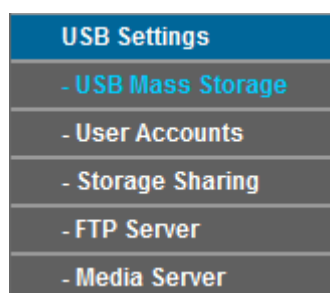 USB Settings
- USB Mass Storage
- User Accounts
- Storage Sharing
- FTP Server
- Media Server